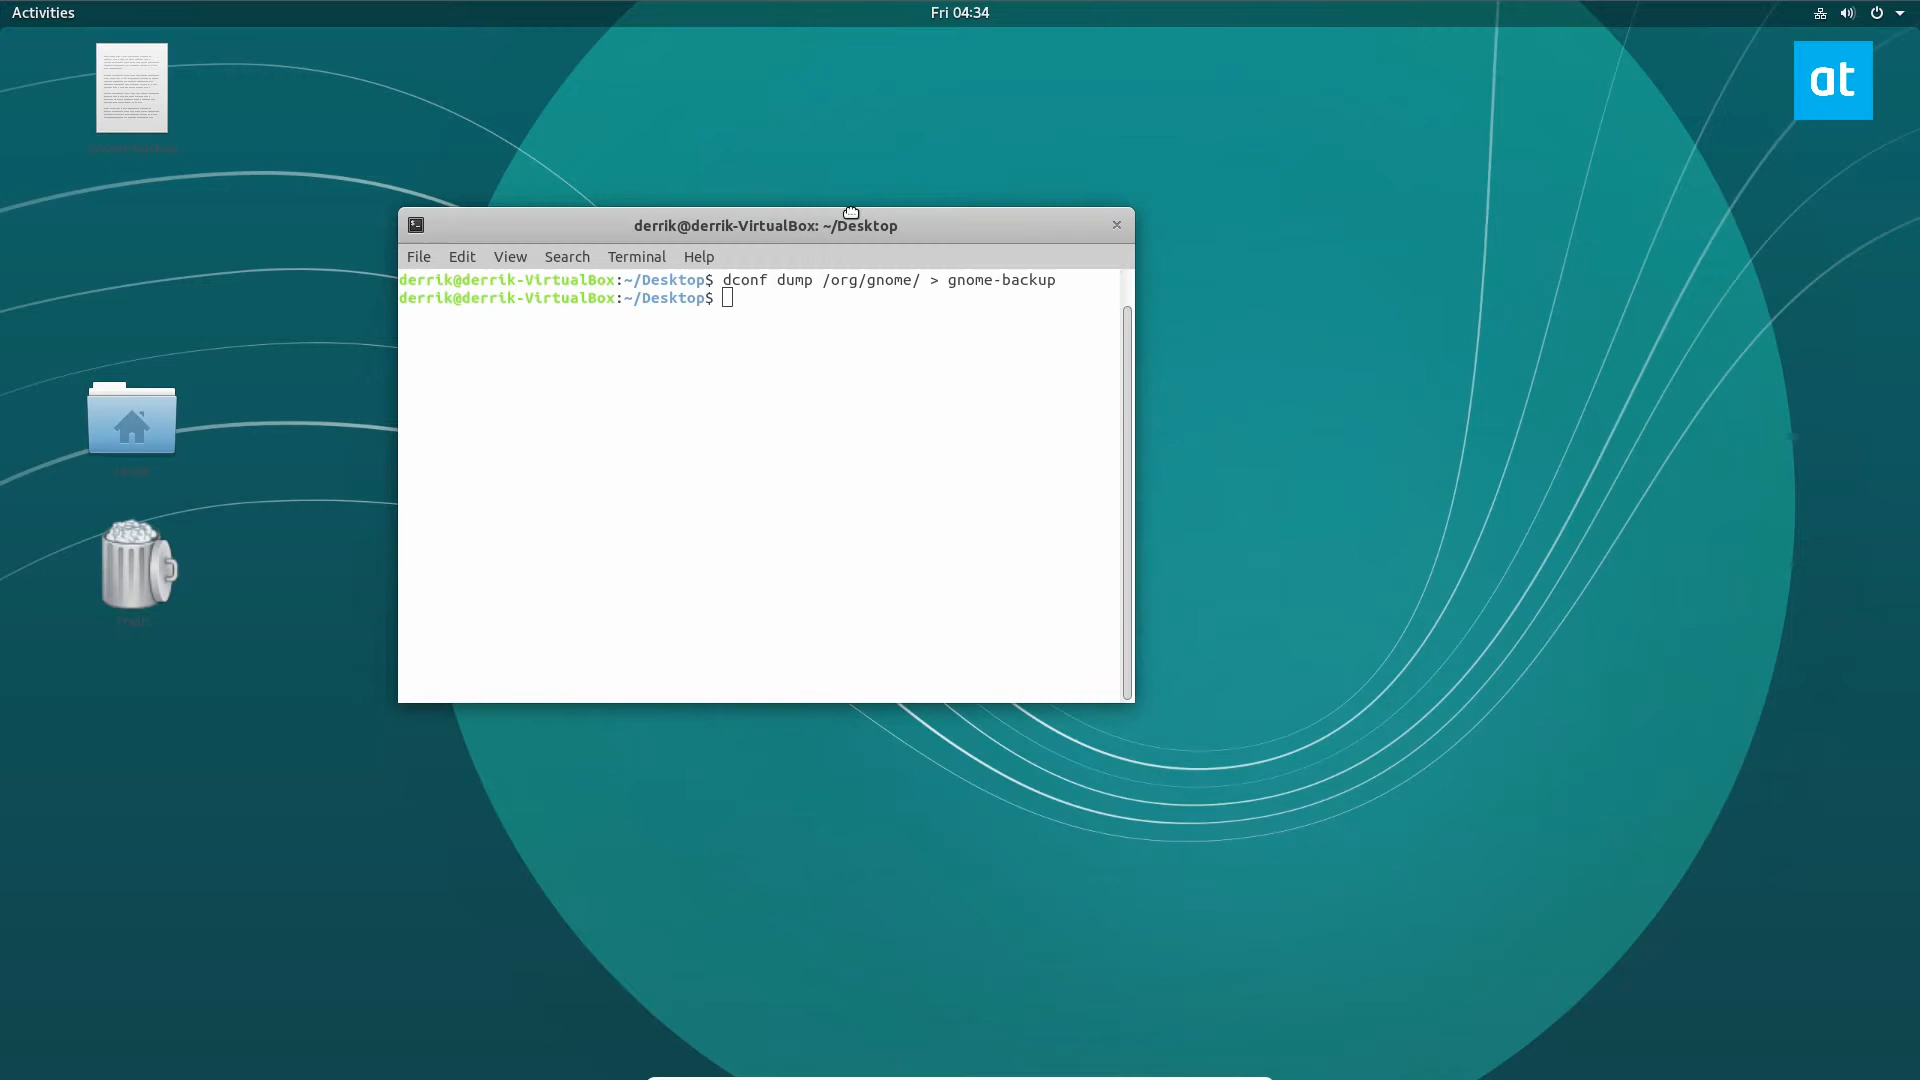 Activities
Fri 04:34
at
derrik@derrik-VirtualBox: ~/Desktop
File Edit View Search Terminal Help
derrik@derrik-VirtualBox:~/Desktop$ dconf dump /org/gnome/ > gnome-backup
derrik@derrik-VirtualBox:~/Desktop$